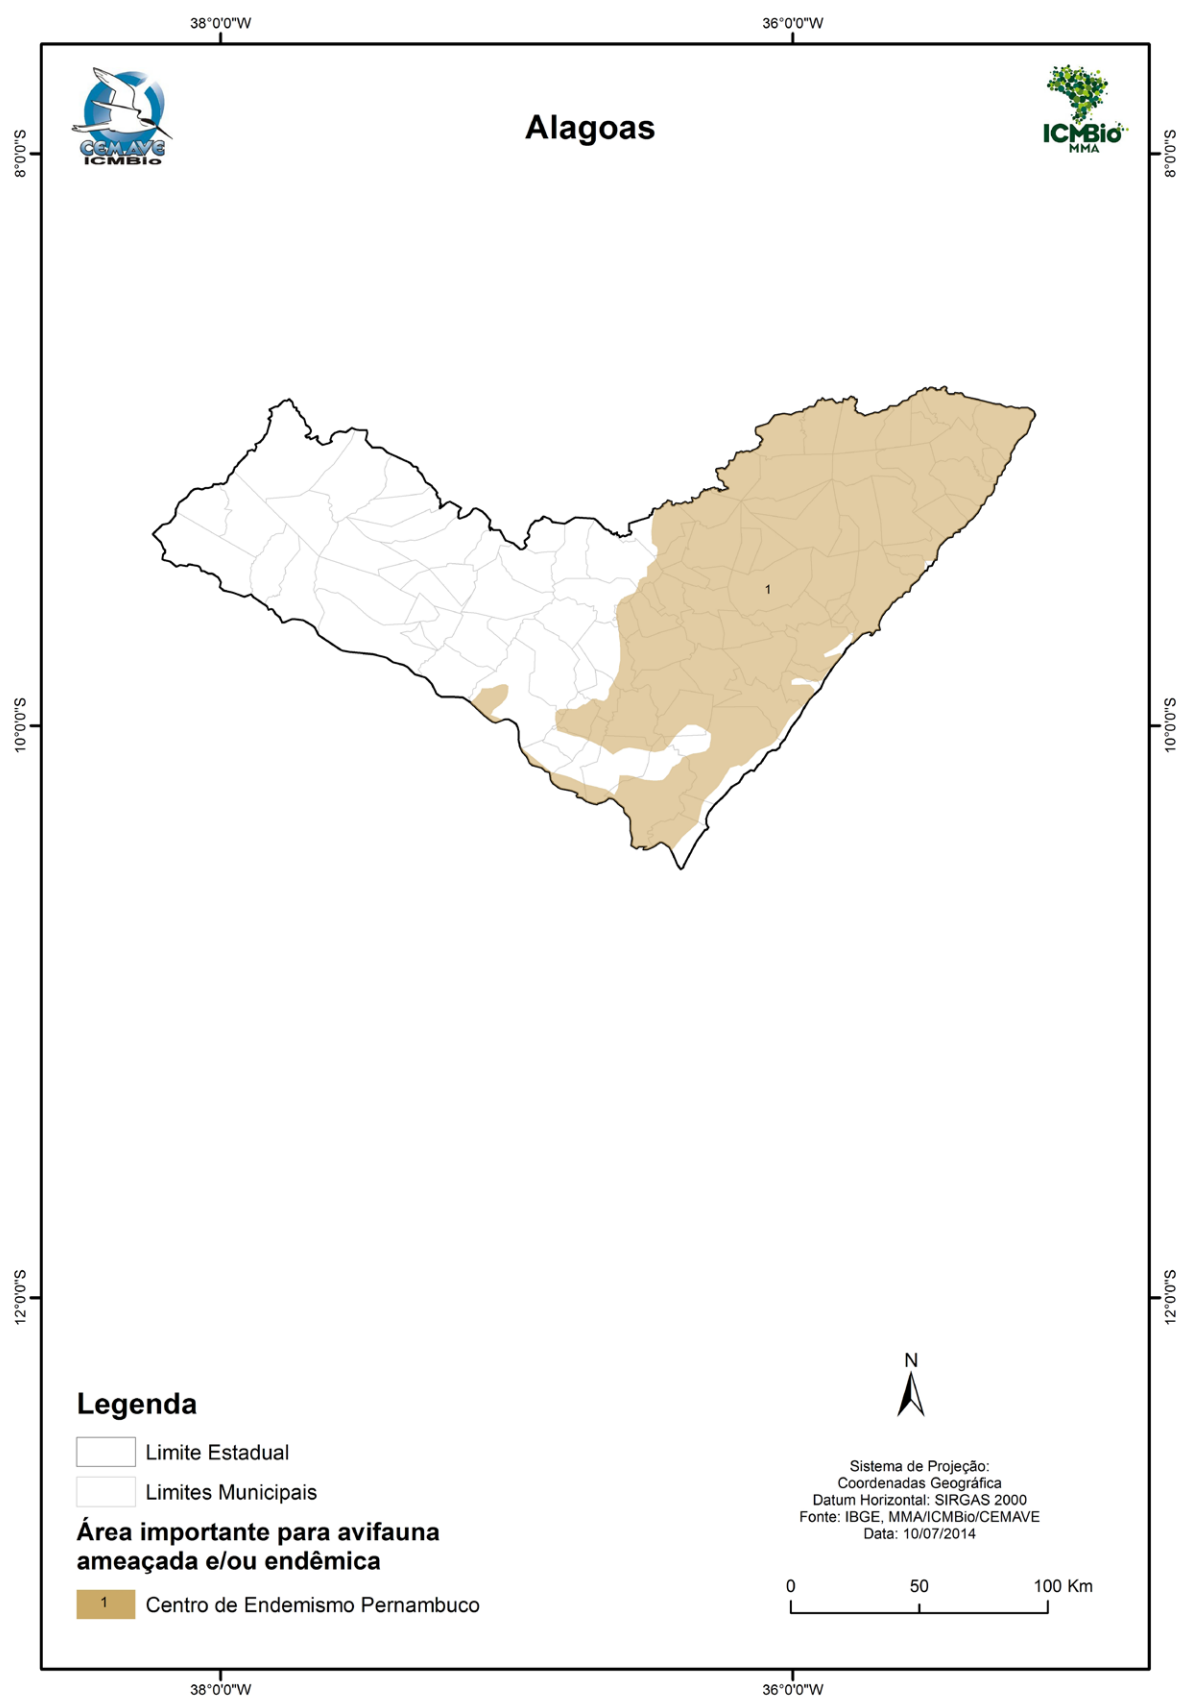 38°0'0"W
36°0'0"W
CEMAVE
ICMBio
Alagoas
ICMBio
MMA
8°0'0"S
8°0'0"S
1
10°0'0"S
10°0'0"S
12°0'0"S
12°0'0"S
Legenda
Limite Estadual
Limites Municipais
Área importante para avifauna
ameaçada e/ou endêmica
1 Centro de Endemismo Pernambuco
N
Sistema de Projeção:
Coordenadas Geográfica
Datum Horizontal: SIRGAS 2000
Fonte: IBGE, MMA/ICMBio/CEMAVE
Data: 10/07/2014
0 50 100 Km
38°0'0"W
36°0'0"W